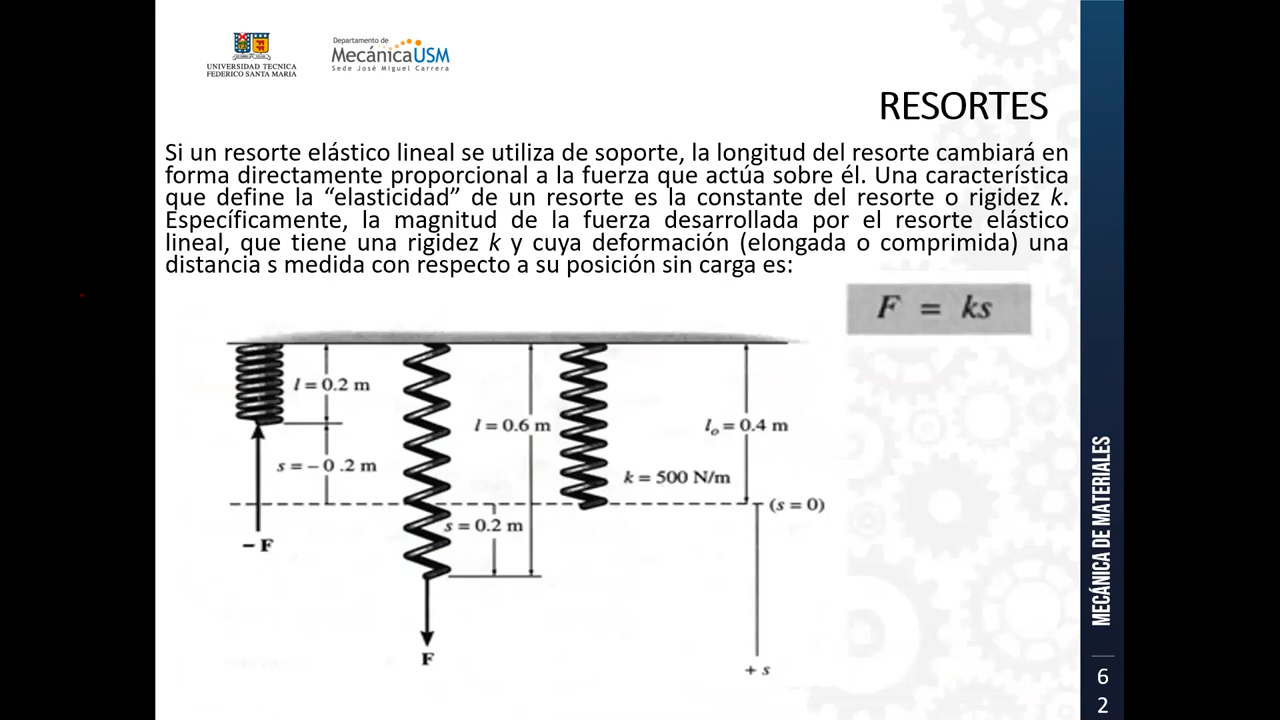 UNIVERSIDAD TECNICA
FEDERICO SANTA MARIA
Departamento de
MecánicaUSM
Sede José Miguel Carrera
RESORTES
Si un resorte elástico lineal se utiliza de soporte, la longitud del resorte cambiará en
forma directamente proporcional a la fuerza que actúa sobre él. Una característica
que define la “elasticidad” de un resorte es la constante del resorte o rigidez k.
Específicamente, la magnitud de la fuerza desarrollada por el resorte elástico
lineal, que tiene una rigidez k y cuya deformación (elongada o comprimida) una
distancia s medida con respecto a su posición sin carga es:
F = ks
l = 0.2 m
s = – 0 .2 m
– F
l = 0.6 m
s = 0.2 m
F
lₒ = 0.4 m
k = 500 N/m
(s = 0)
+ s
MECÁNICA DE MATERIALES
6
2